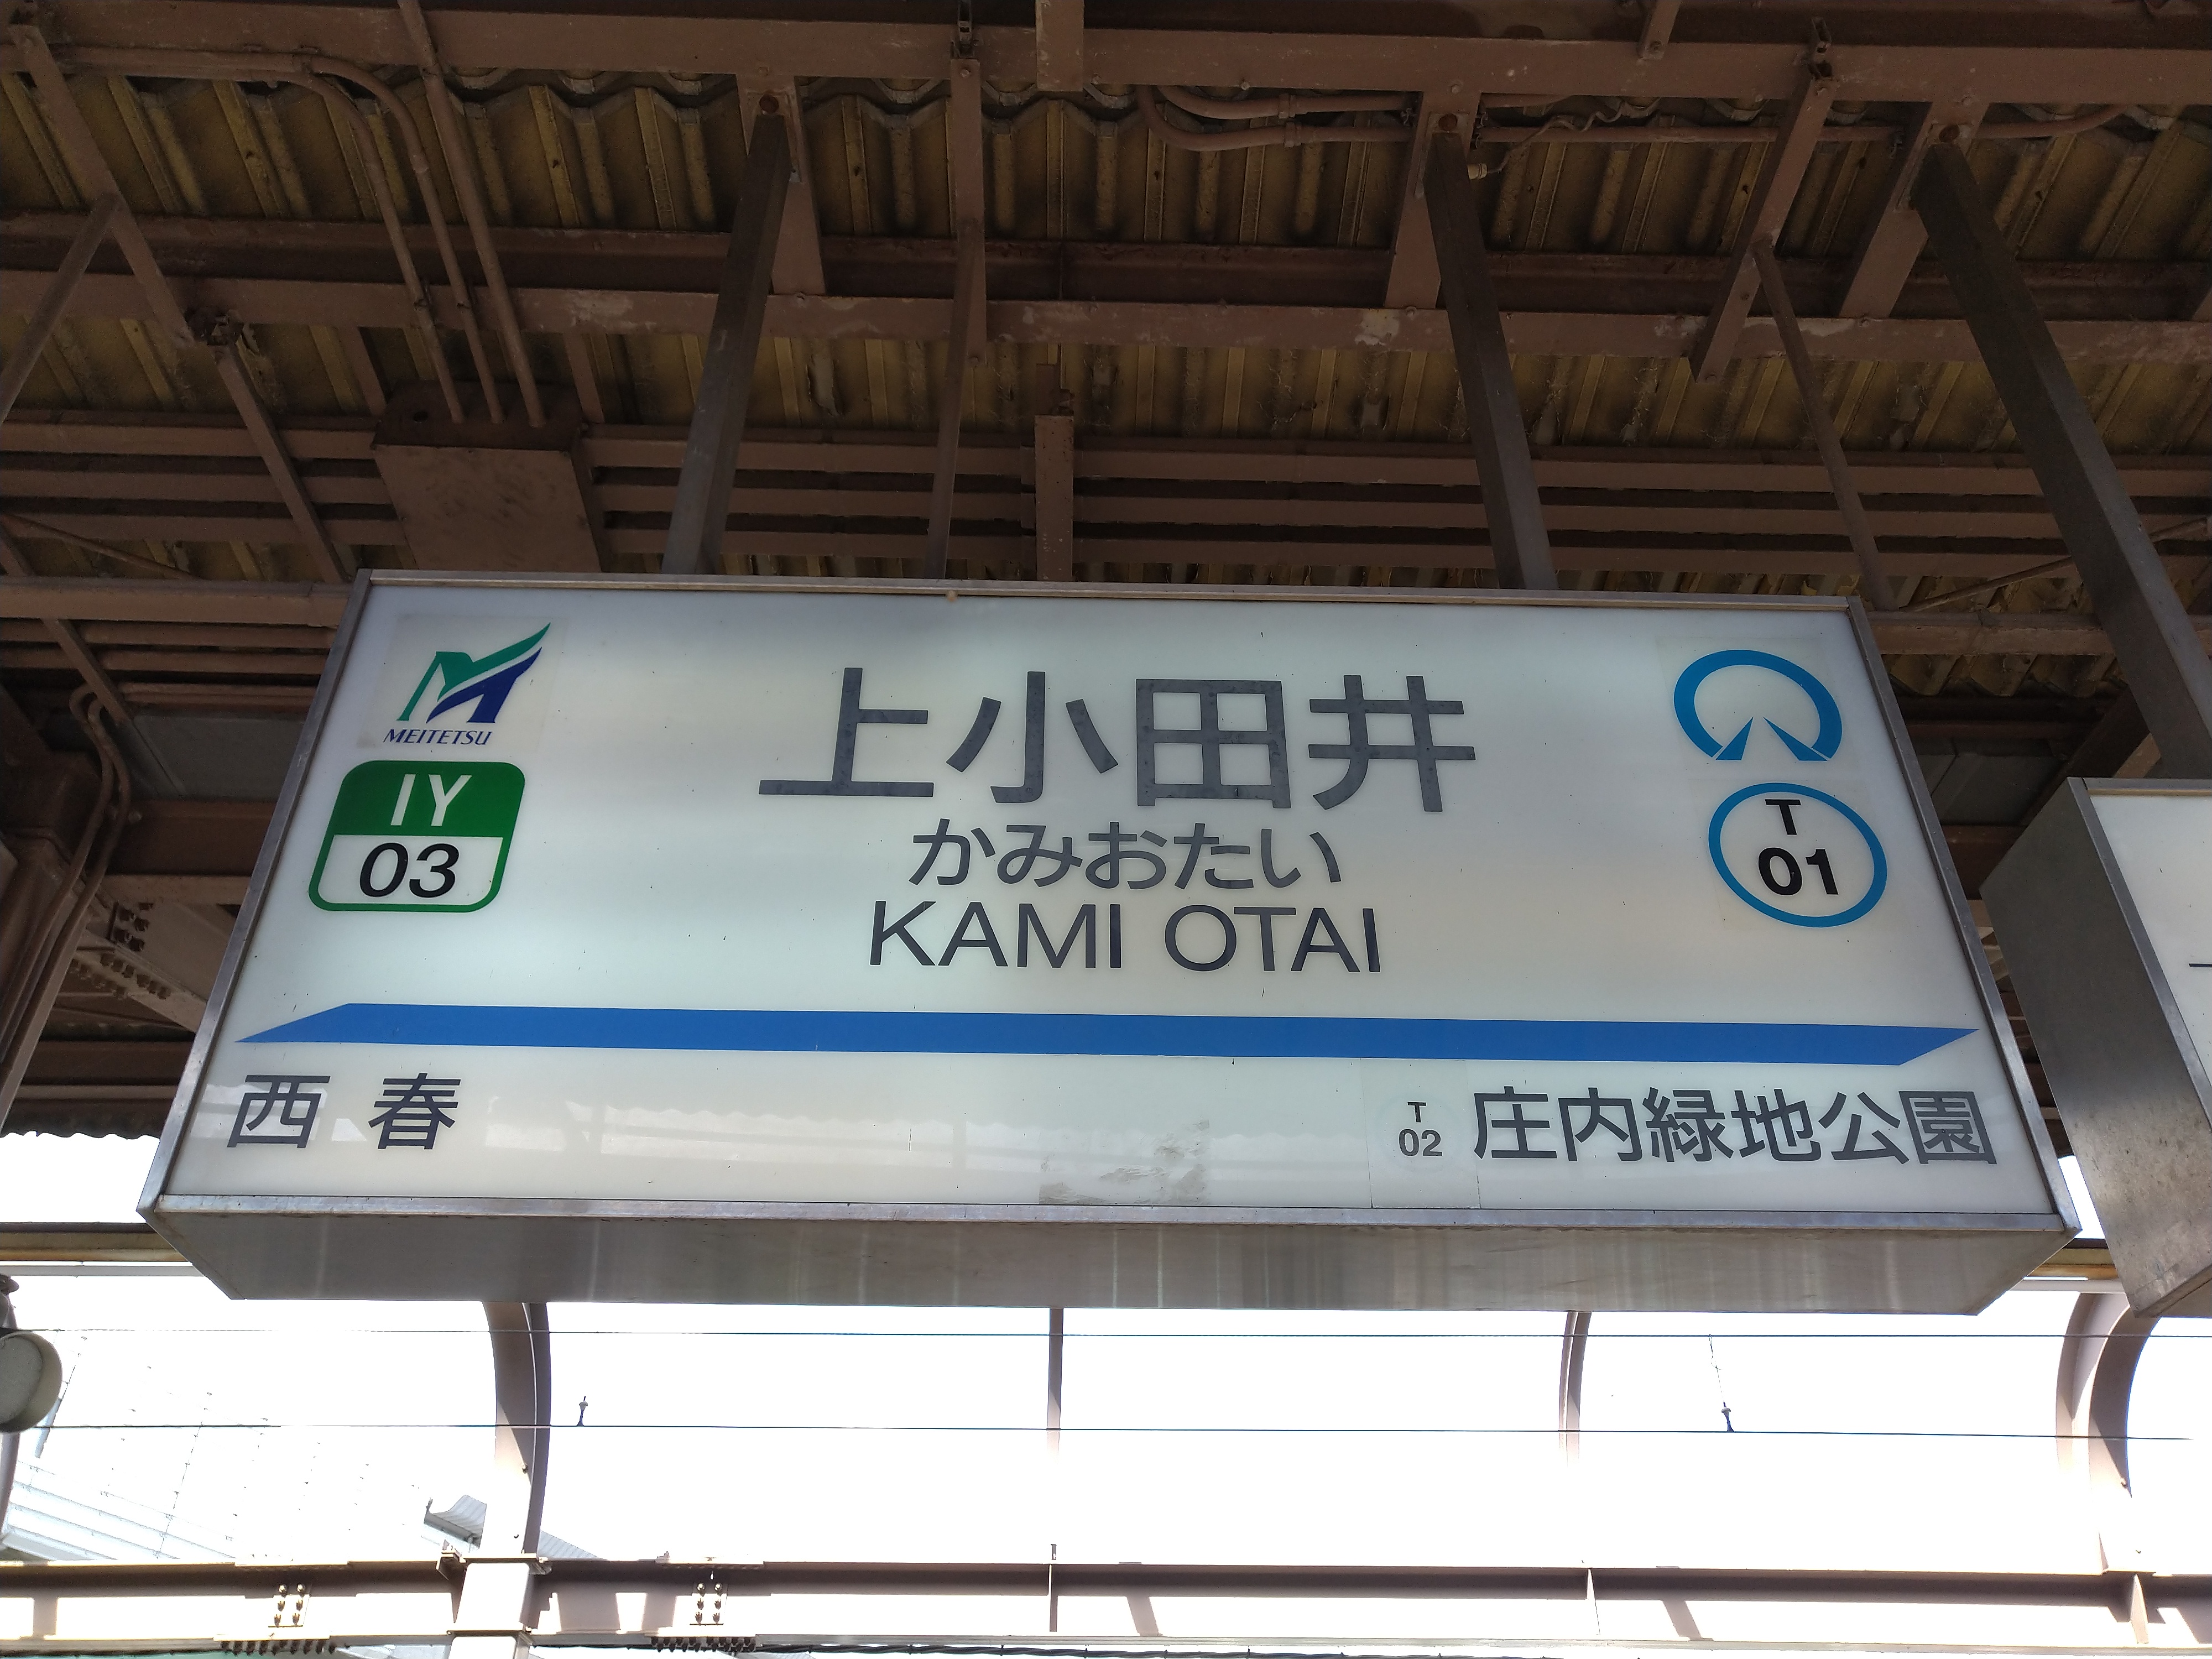 MEITETSU
IY
03
上小田井
かみおたい
KAMI OTAI
T
01
西春
T
02
庄内緑地公園